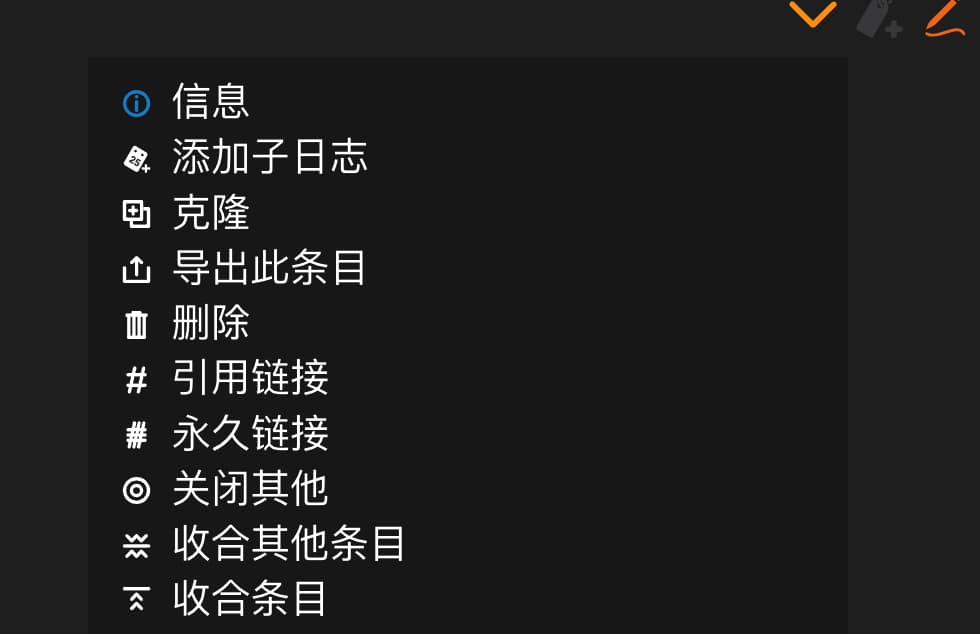 信息
添加子日志
克隆
导出此条目
删除
引用链接
永久链接
关闭其他
收合其他条目
收合条目